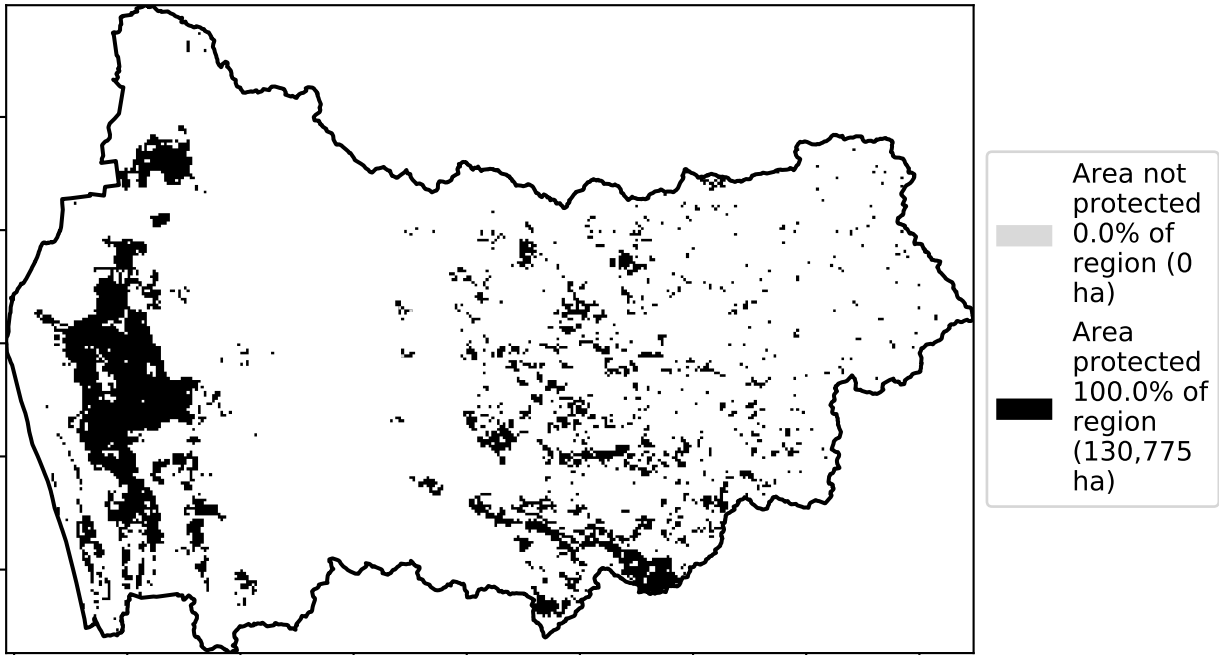 Area not
protected
0.0% of
region (0
ha)
Area
protected
100.0% of
region
(130,775
ha)